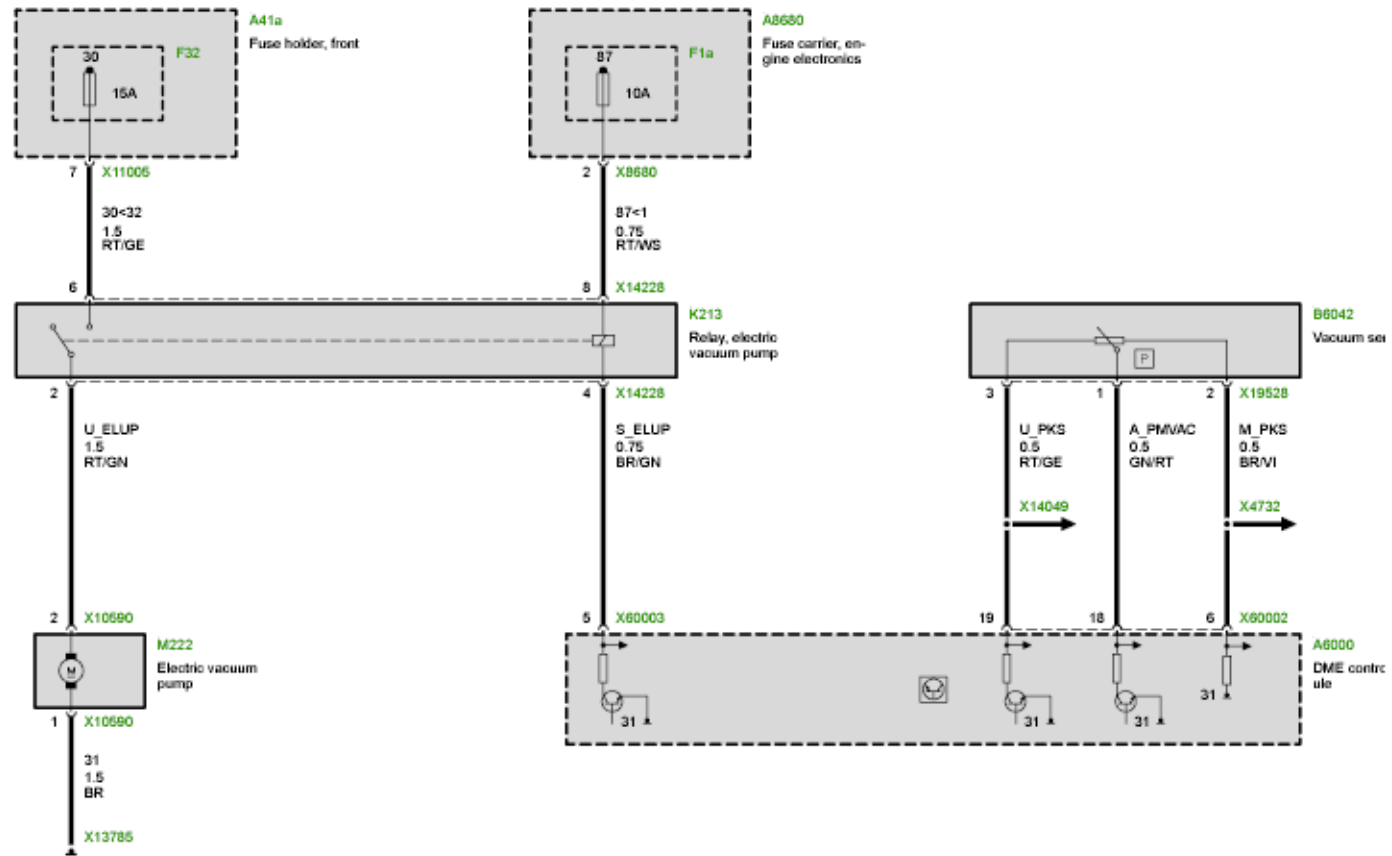 A41a
Fuse holder, front
F32
30
15A
A8680
Fuse carrier, en-
gine electronics
F1a
87
10A
7 X11005
30<32
1.5
RT/GE
2 X8680
87<1
0.75
RT/WS
6
8 X14228
K213
Relay, electric
vacuum pump
B6042
Vacuum
P
2
4 X14228
3
1
2 X19528
U_ELUP
1.5
RT/GN
S_ELUP
0.75
BR/GN
U_PKS
0.5
RT/GE
A_PMVAC
0.5
GN/RT
M_PKS
0.5
BR/VI
X14049
X4732
2 X10590
5 X60003
19
18
6 X60002
M222
Electric vacuum
pump
M
A6000
DME
ule
31
31
31
31
1 X10590
31
1.5
BR
X13785